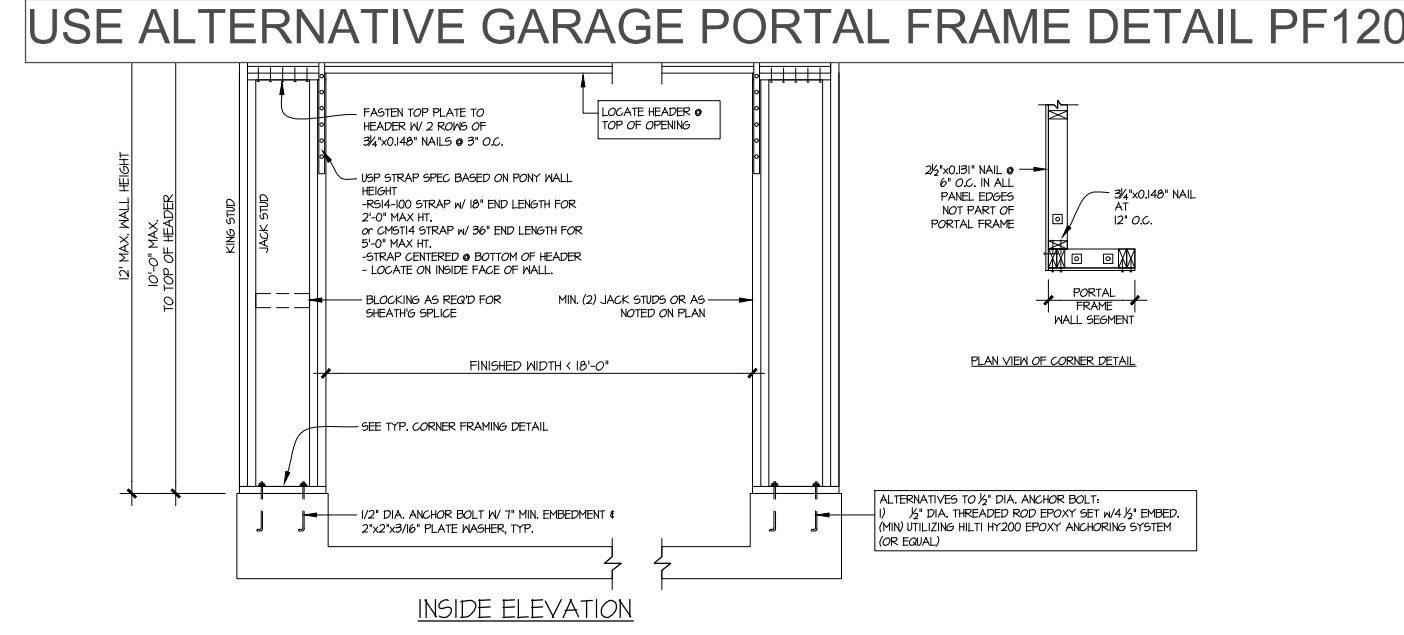 USE ALTERNATIVE GARAGE PORTAL FRAME DETAIL PF120
12' MAX. WALL HEIGHT
10'-0" MAX.
TO TOP OF HEADER
KING STUD
JACK STUD
FASTEN TOP PLATE TO
HEADER W/ 2 ROWS OF
3¼"x0.148" NAILS @ 3" O.C.
LOCATE HEADER @
TOP OF OPENING
USP STRAP SPEC BASED ON PONY WALL
HEIGHT
-RS14-100 STRAP w/ 18" END LENGTH FOR
2'-0" MAX HT.
or CMST14 STRAP w/ 36" END LENGTH FOR
5'-0" MAX HT.
-STRAP CENTERED @ BOTTOM OF HEADER
- LOCATE ON INSIDE FACE OF WALL.
BLOCKING AS REQ'D FOR
SHEATH'G SPLICE
MIN. (2) JACK STUDS OR AS
NOTED ON PLAN
FINISHED WIDTH < 18'-0"
SEE TYP. CORNER FRAMING DETAIL
1/2" DIA. ANCHOR BOLT W/ 7" MIN. EMBEDMENT &
2"x2"x3/16" PLATE WASHER, TYP.
INSIDE ELEVATION
2½"x0.131" NAIL @
6" O.C. IN ALL
PANEL EDGES
NOT PART OF
PORTAL FRAME
3¼"x0.148" NAIL
AT
12" O.C.
PORTAL
FRAME
WALL SEGMENT
PLAN VIEW OF CORNER DETAIL
ALTERNATIVES TO ½" DIA. ANCHOR BOLT:
1) ½" DIA. THREADED ROD EPOXY SET w/4 ½" EMBED.
(MIN) UTILIZING HILTI HY200 EPOXY ANCHORING SYSTEM
(OR EQUAL)